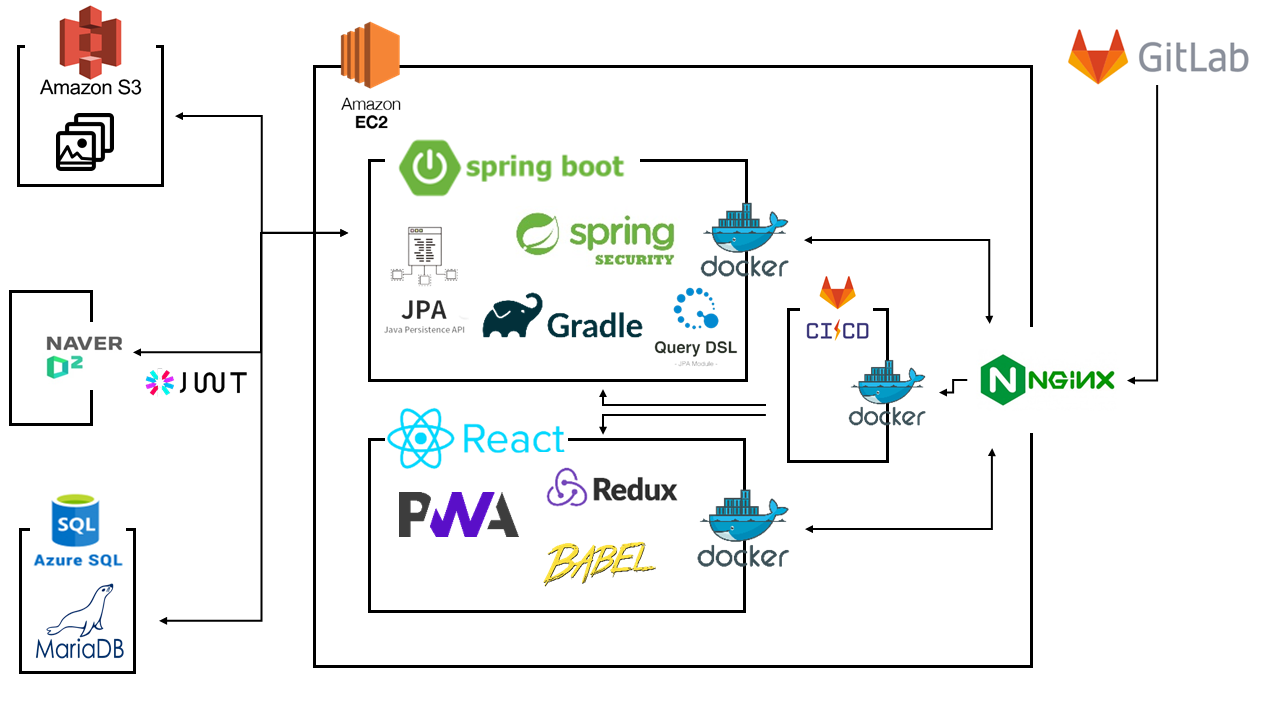 Amazon S3
Amazon
EC2
GitLab
spring boot
spring
SECURITY
docker
JPA
Java Persistence API
Gradle
Query DSL
- JPA Module -
CI/CD
docker
NGINX
NAVER
D2
JWT
React
PWA
Redux
BABEL
docker
SQL
Azure SQL
MariaDB